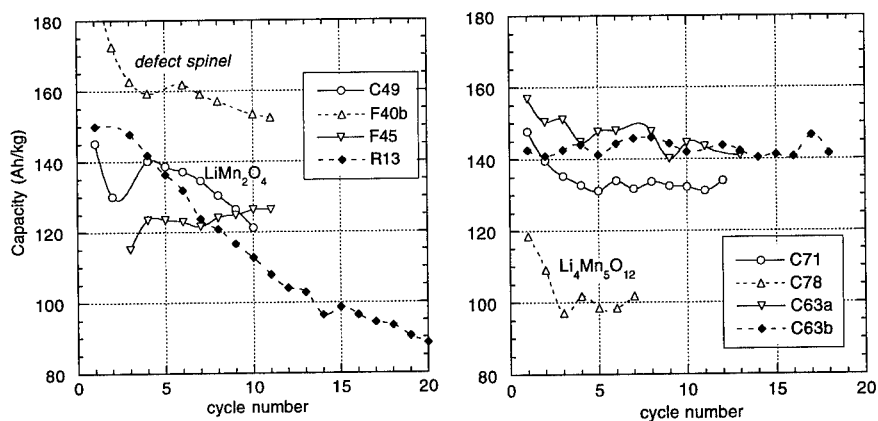 180
160
140
120
100
80
Capacity (Ah/kg)
0
5
10
15
20
cycle number
defect spinel
LiMn₂O₄
C49
F40b
F45
R13
180
160
140
120
100
80
0
5
10
15
20
cycle number
Li₄Mn₅O₁₂
C71
C78
C63a
C63b